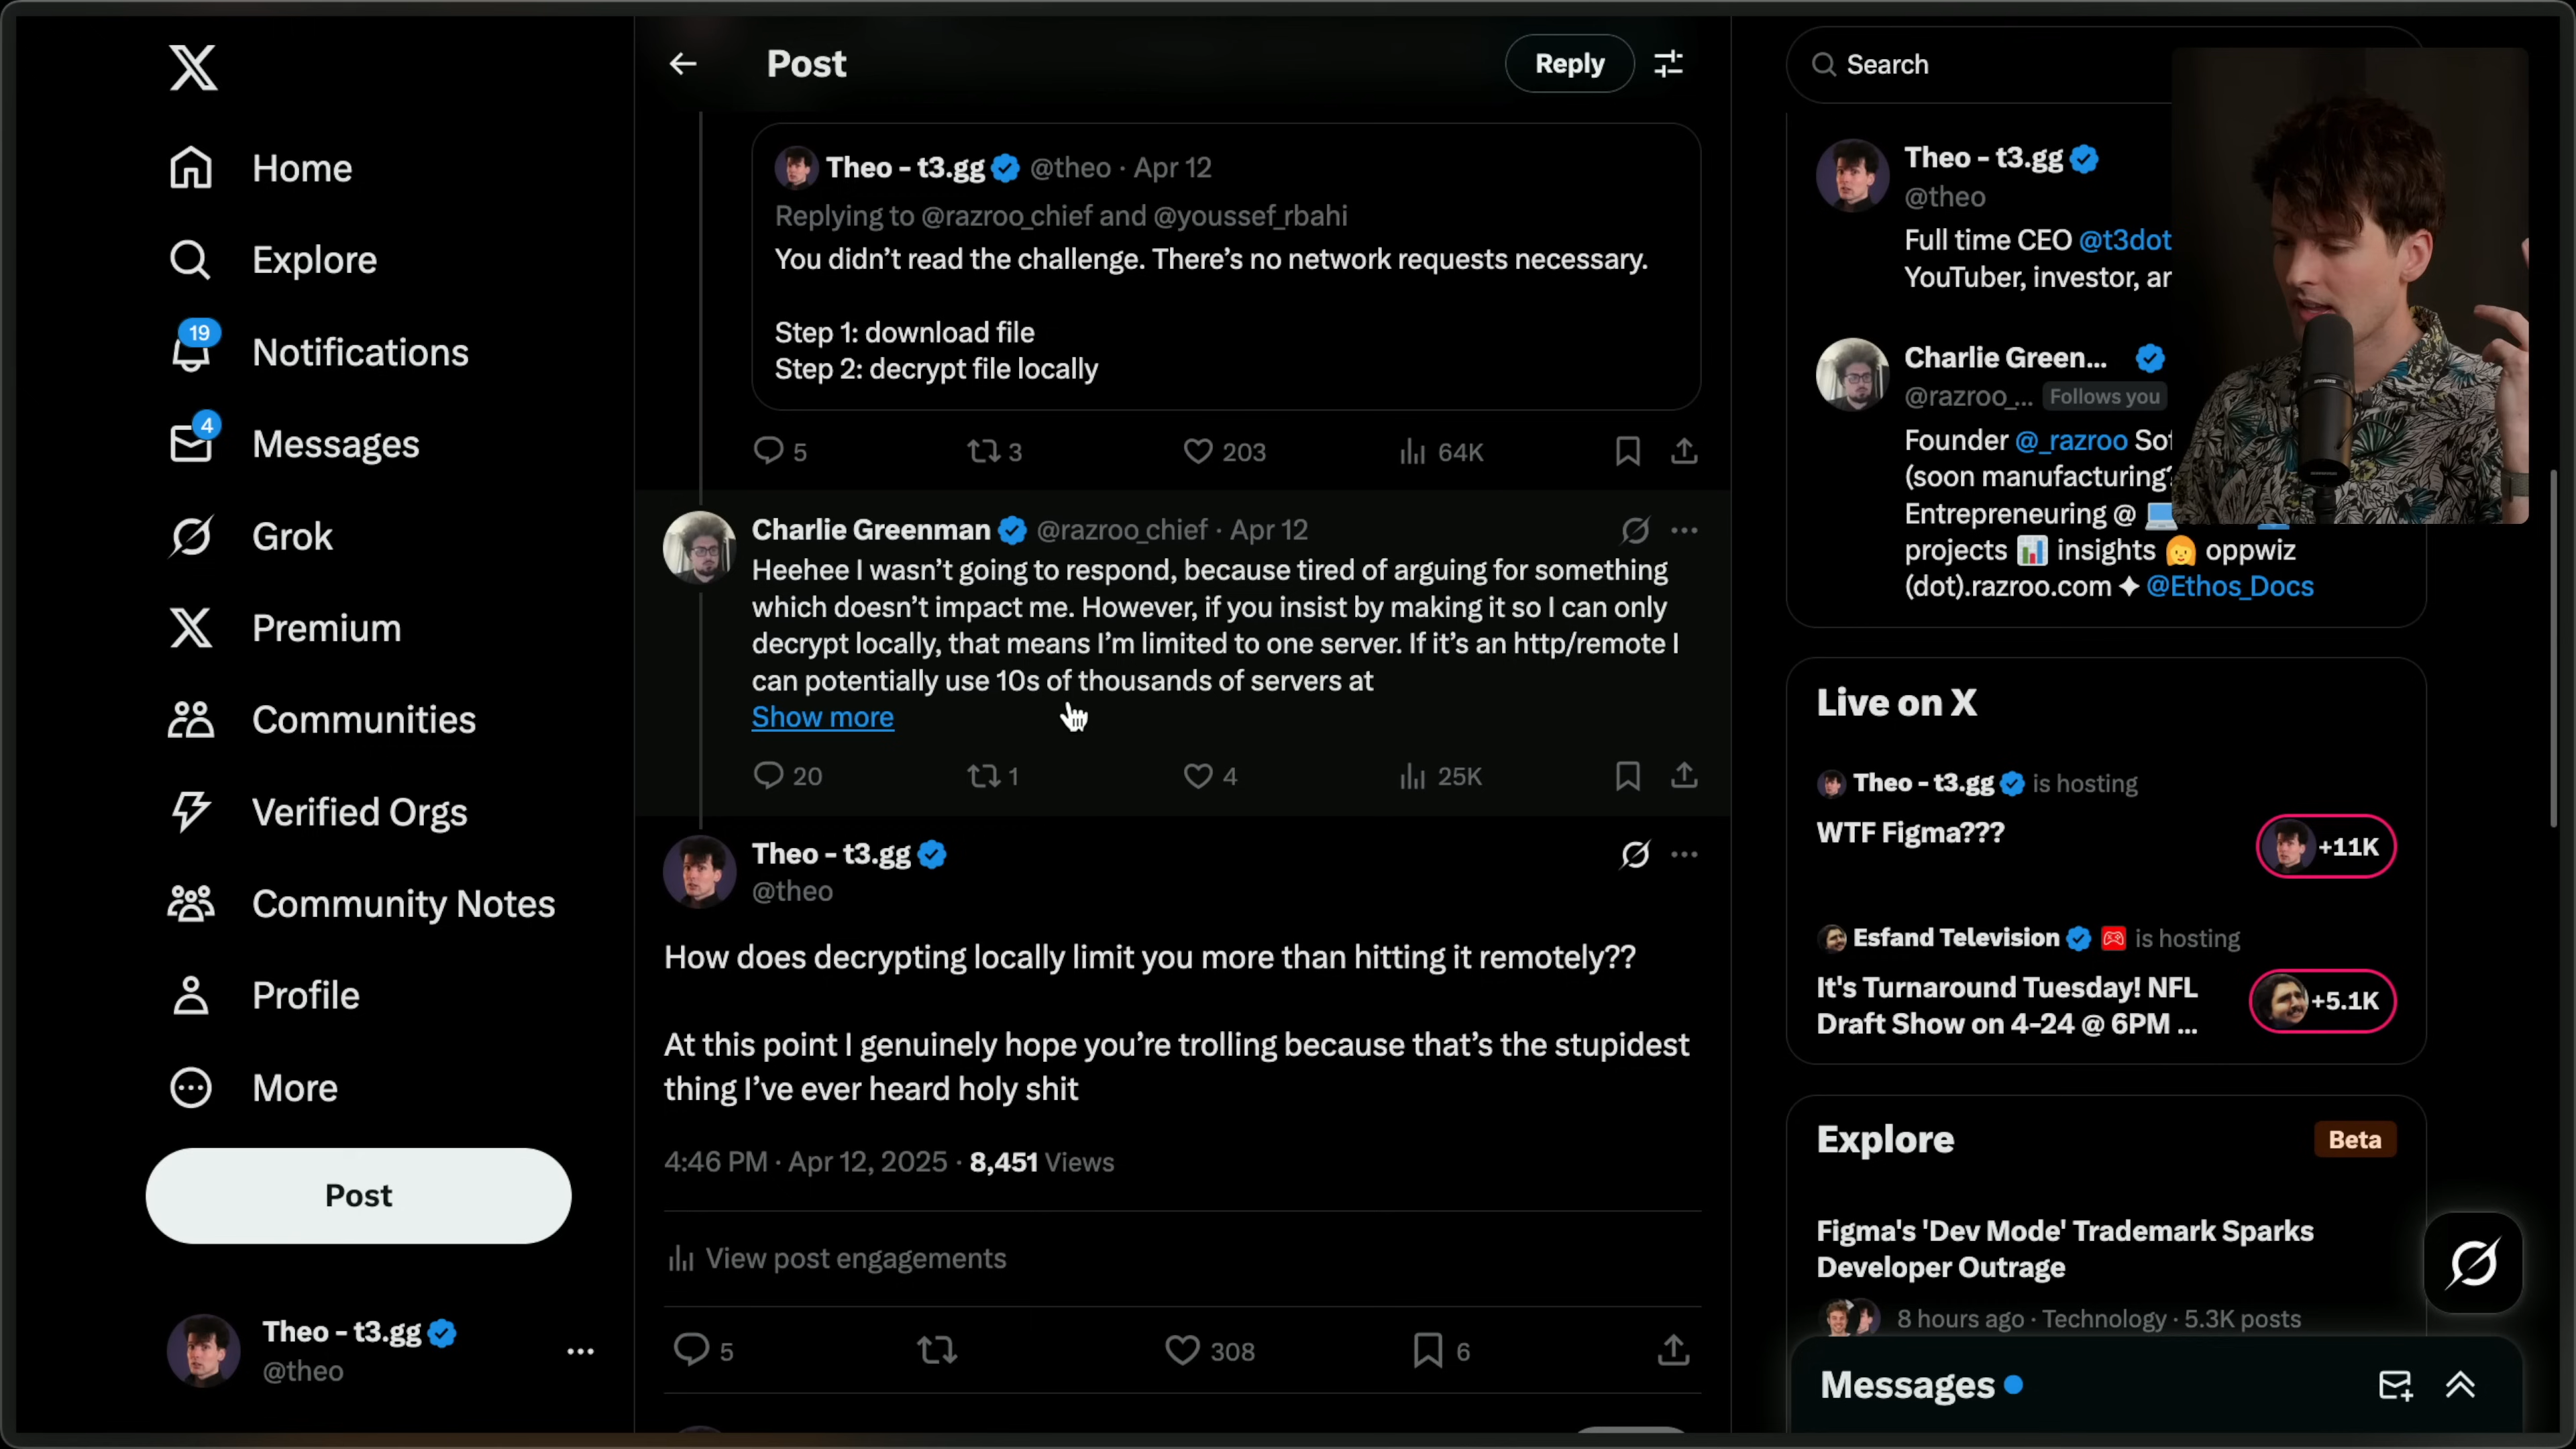 Home
Explore
19
Notifications
4
Messages
Grok
Premium
Communities
Verified Orgs
Community Notes
Profile
More
Post
Theo - t3.gg
@theo
Post
Reply
Theo - t3.gg @theo · Apr 12
Replying to @razroo_chief and @youssef_rbahi
You didn’t read the challenge. There’s no network requests necessary.
Step 1: download file
Step 2: decrypt file locally
5 3 203 64K
Charlie Greenman @razroo_chief · Apr 12
Heehee I wasn’t going to respond, because tired of arguing for something
which doesn’t impact me. However, if you insist by making it so I can only
decrypt locally, that means I’m limited to one server. If it’s an http/remote I
can potentially use 10s of thousands of servers at
Show more
20 1 4 25K
Theo - t3.gg
@theo
How does decrypting locally limit you more than hitting it remotely??
At this point I genuinely hope you’re trolling because that’s the stupidest
thing I’ve ever heard holy shit
4:46 PM · Apr 12, 2025 · 8,451 Views
View post engagements
5 308 6
Search
Theo - t3.gg
@theo
Full time CEO @t3dot
YouTuber, investor,
Charlie Green...
@razroo_... Follows you
Founder @_razroo
(soon manufacturing
Entrepreneuring @
projects insights oppwiz
(dot).razroo.com ✦ @Ethos_Docs
Live on X
Theo - t3.gg is hosting
WTF Figma???
+11K
Esfand Television is hosting
It's Turnaround Tuesday! NFL
Draft Show on 4-24 @ 6PM ...
+5.1K
Explore
Beta
Figma's 'Dev Mode' Trademark Sparks
Developer Outrage
8 hours ago · Technology · 5.3K posts
Messages